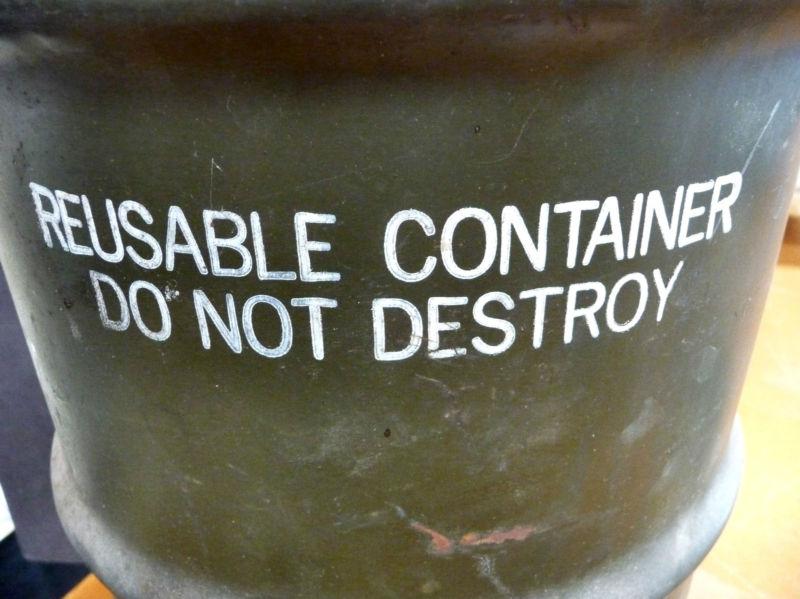 REUSABLE CONTAINER
DO NOT DESTROY